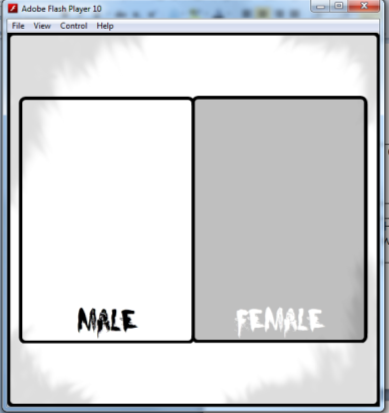 Adobe Flash Player 10
File View Control Help
MALE FEMALE